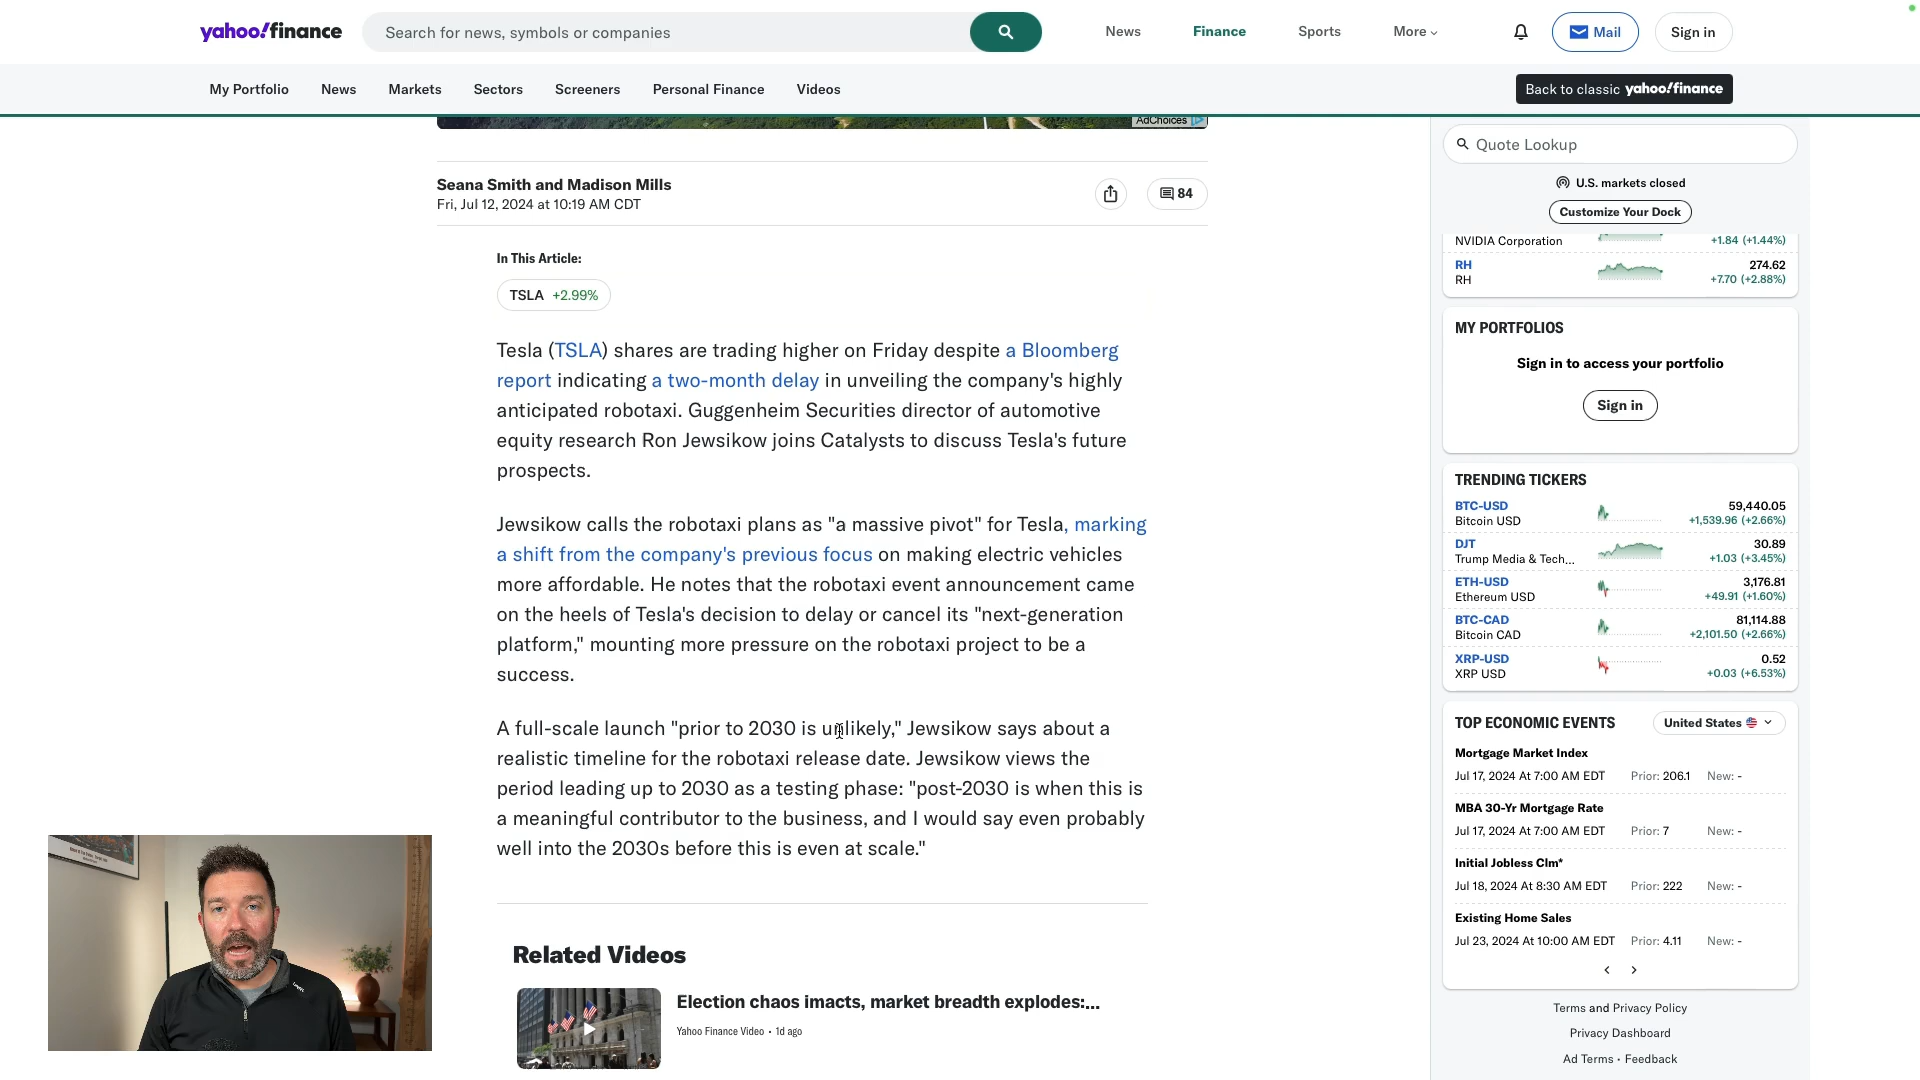 yahoo!finance
Search for news, symbols or companies
News
Finance
Sports
More
Mail
Sign in
My Portfolio
News
Markets
Sectors
Screeners
Personal Finance
Videos
Back to classic yahoo!finance
AdChoices
Seana Smith and Madison Mills
Fri, Jul 12, 2024 at 10:19 AM CDT
84
In This Article:
TSLA +2.99%
Tesla (TSLA) shares are trading higher on Friday despite a Bloomberg
report indicating a two-month delay in unveiling the company's highly
anticipated robotaxi. Guggenheim Securities director of automotive
equity research Ron Jewsikow joins Catalysts to discuss Tesla's future
prospects.
Jewsikow calls the robotaxi plans as "a massive pivot" for Tesla, marking
a shift from the company's previous focus on making electric vehicles
more affordable. He notes that the robotaxi event announcement came
on the heels of Tesla's decision to delay or cancel its "next-generation
platform," mounting more pressure on the robotaxi project to be a
success.
A full-scale launch "prior to 2030 is unlikely," Jewsikow says about a
realistic timeline for the robotaxi release date. Jewsikow views the
period leading up to 2030 as a testing phase: "post-2030 is when this is
a meaningful contributor to the business, and I would say even probably
well into the 2030s before this is even at scale."
Related Videos
Election chaos imacts, market breadth explodes:...
Yahoo Finance Video • 1d ago
Quote Lookup
U.S. markets closed
Customize Your Dock
NVIDIA Corporation +1.84 (+1.44%)
RH 274.62
RH +7.70 (+2.88%)
MY PORTFOLIOS
Sign in to access your portfolio
Sign in
TRENDING TICKERS
BTC-USD 59,440.05
Bitcoin USD +1,539.96 (+2.66%)
DJT 30.89
Trump Media & Tech... +1.03 (+3.45%)
ETH-USD 3,176.81
Ethereum USD +49.91 (+1.60%)
BTC-CAD 81,114.88
Bitcoin CAD +2,101.50 (+2.66%)
XRP-USD 0.52
XRP USD +0.03 (+6.53%)
TOP ECONOMIC EVENTS United States
Mortgage Market Index
Jul 17, 2024 At 7:00 AM EDT Prior: 206.1 New: -
MBA 30-Yr Mortgage Rate
Jul 17, 2024 At 7:00 AM EDT Prior: 7 New: -
Initial Jobless Clm*
Jul 18, 2024 At 8:30 AM EDT Prior: 222 New: -
Existing Home Sales
Jul 23, 2024 At 10:00 AM EDT Prior: 4.11 New: -
Terms and Privacy Policy
Privacy Dashboard
Ad Terms • Feedback